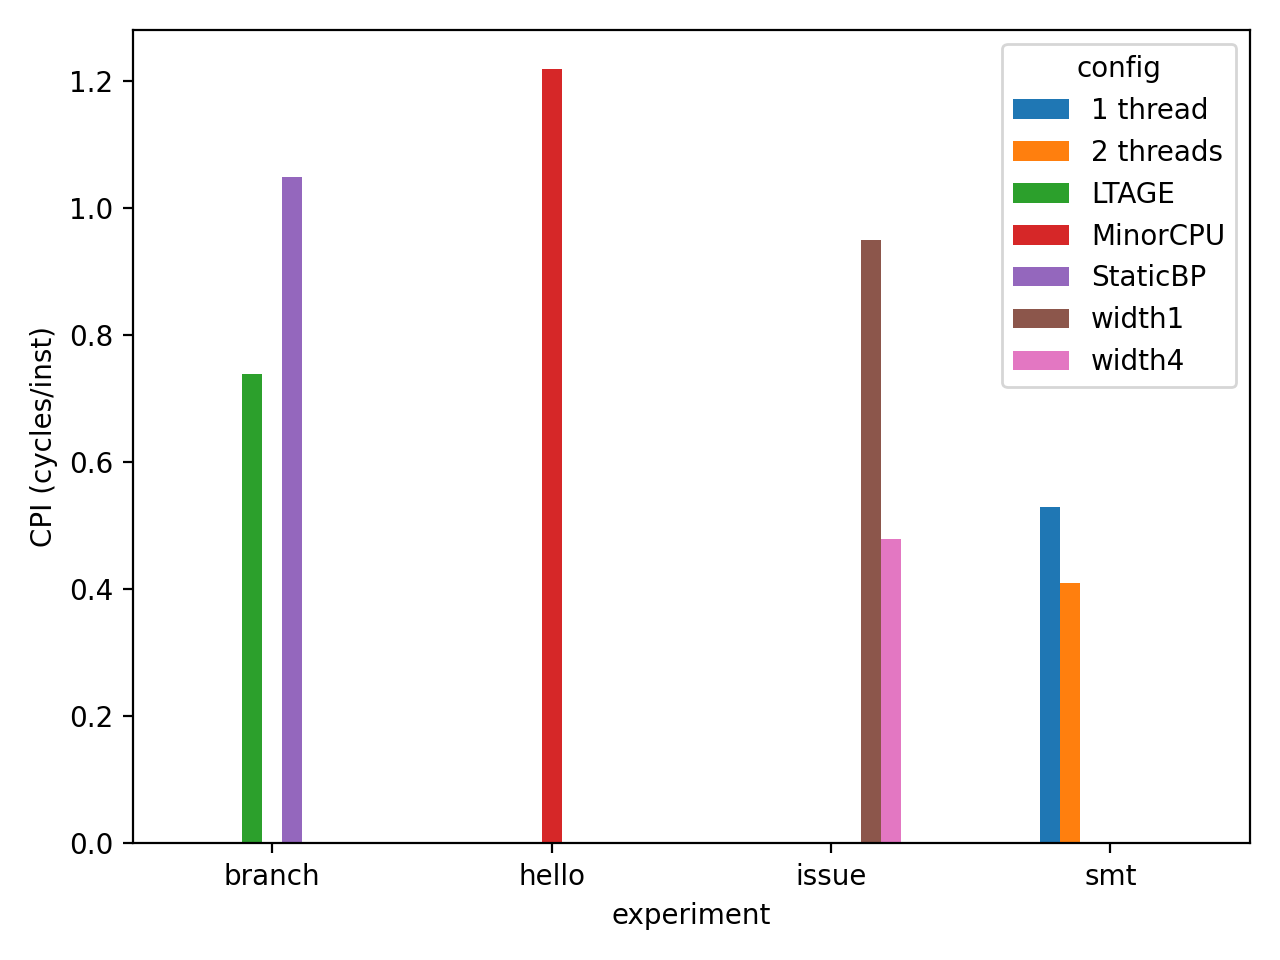 CPI (cycles/inst)
1.2
1.0
0.8
0.6
0.4
0.2
0.0
config
1 thread
2 threads
LTAGE
MinorCPU
StaticBP
width1
width4
branch
hello
issue
smt
experiment